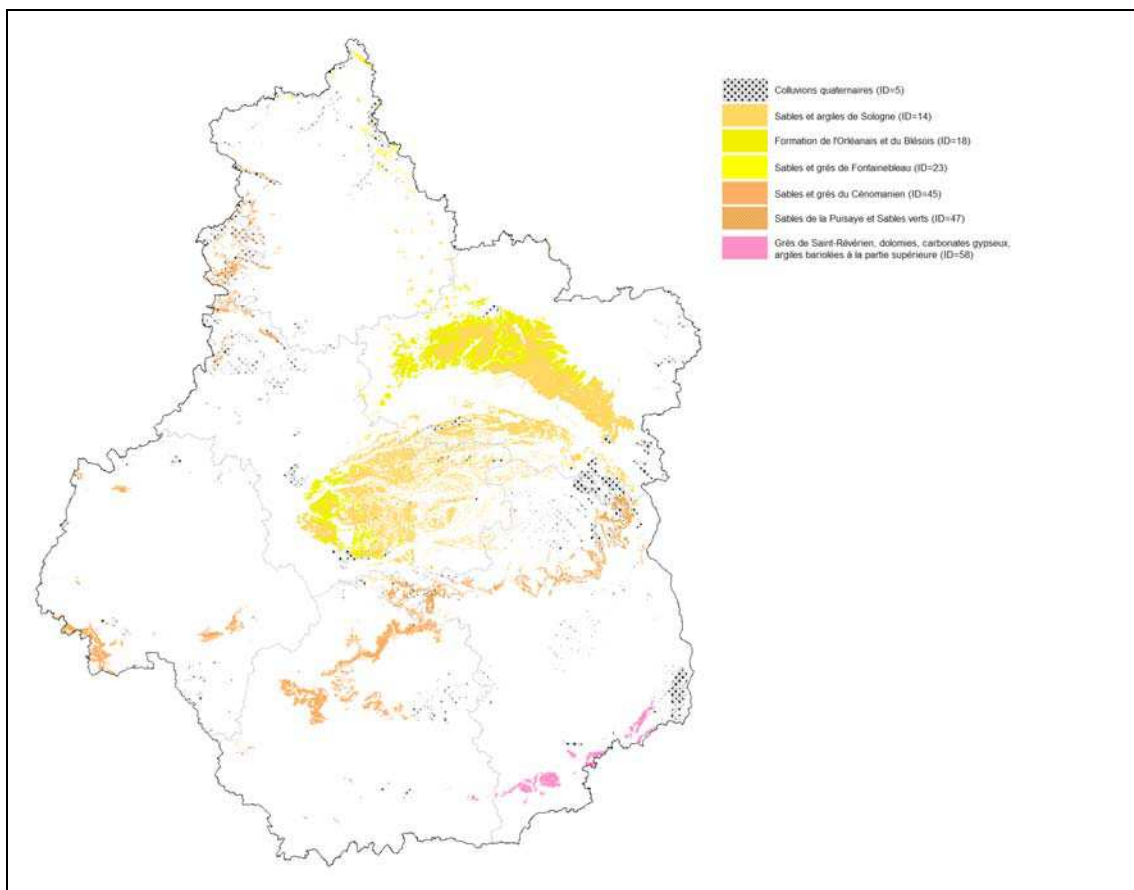 Colluvions quaternaires (ID=5)
Sables et argiles de Sologne (ID=14)
Formation de l'Orléanais et du Blésois (ID=18)
Sables et grès de Fontainebleau (ID=23)
Sables et grès du Cénomanien (ID=45)
Sables de la Puisaye et Sables verts (ID=47)
Grès de Saint-Révérien, dolomies, carbonates gypseux,
argiles bariolées à la partie supérieure (ID=58)